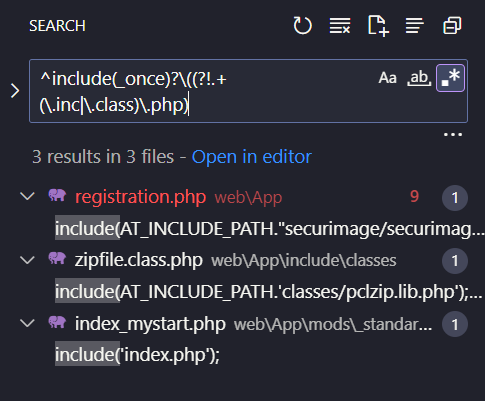 SEARCH
^include(_once)?\((?!.+
(\.inc|\.class)\.php)
Aa ab .*
...
3 results in 3 files - Open in editor
registration.php web\App 9 1
include(AT_INCLUDE_PATH."securimage/securimag...
zipfile.class.php web\App\include\classes 1
include(AT_INCLUDE_PATH.'classes/pclzip.lib.php');...
index_mystart.php web\App\mods\_standar... 1
include('index.php');